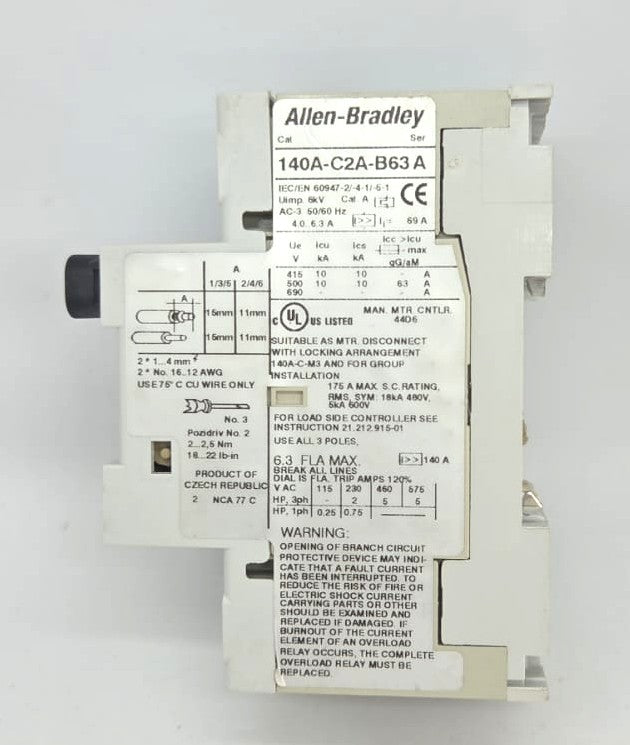 Allen-Bradley
Cat Ser
140A-C2A-B63 A
IEC/EN 60947-2/-4-1/-5-1
Uimp. 6kV Cat. A CE
AC-3 50/60 Hz
4.0..6.3 A I>> Ii= 69 A
Ue Icu Ics Icc >Icu
V kA kA max
gG/aM
415 10 10 - A
500 10 10 63 A
690 - - - A
C UL US LISTED
MAN. MTR. CNTLR.
44D6
SUITABLE AS MTR. DISCONNECT
WITH LOCKING ARRANGEMENT
140A-C-M3 AND FOR GROUP
INSTALLATION
175 A MAX. S.C. RATING,
RMS, SYM: 18kA 480V,
5kA 600V
FOR LOAD SIDE CONTROLLER SEE
INSTRUCTION 21.212.915-01
USE ALL 3 POLES,
6.3 FLA MAX. I>> 140 A
BREAK ALL LINES
DIAL IS FLA, TRIP AMPS 120%
V AC 115 230 460 575
HP, 3ph - 2 5 5
HP, 1ph 0.25 0.75 ———
WARNING:
OPENING OF BRANCH CIRCUIT
PROTECTIVE DEVICE MAY INDI-
CATE THAT A FAULT CURRENT
HAS BEEN INTERRUPTED. TO
REDUCE THE RISK OF FIRE OR
ELECTRIC SHOCK CURRENT
CARRYING PARTS OR OTHER
SHOULD BE EXAMINED AND
REPLACED IF DAMAGED. IF
BURNOUT OF THE CURRENT
ELEMENT OF AN OVERLOAD
RELAY OCCURS, THE COMPLETE
OVERLOAD RELAY MUST BE
REPLACED.
A
1/3/5 2/4/6
A
15mm 11mm
15mm 11mm
2 * 1...4 mm²
2 * No. 16..12 AWG
USE 75° C CU WIRE ONLY
No. 3
Pozidriv No. 2
2...2,5 Nm
18...22 lb-in
PRODUCT OF
CZECH REPUBLIC
2 NCA 77 C